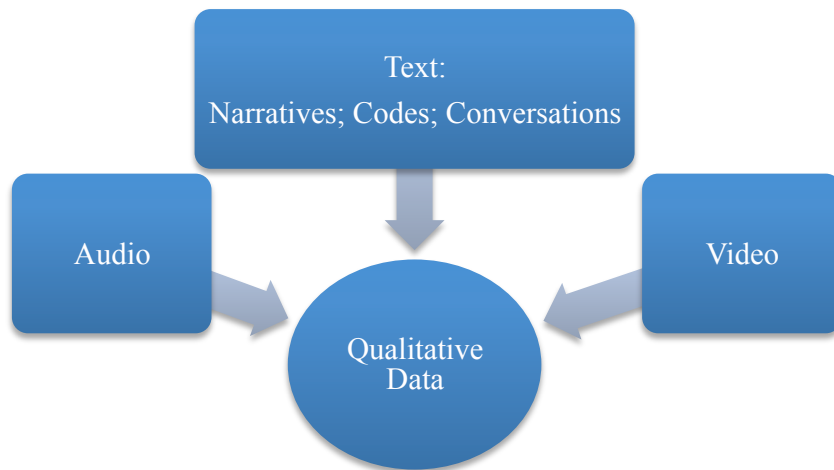 Text:
Narratives; Codes; Conversations
Audio
Video
Qualitative
Data